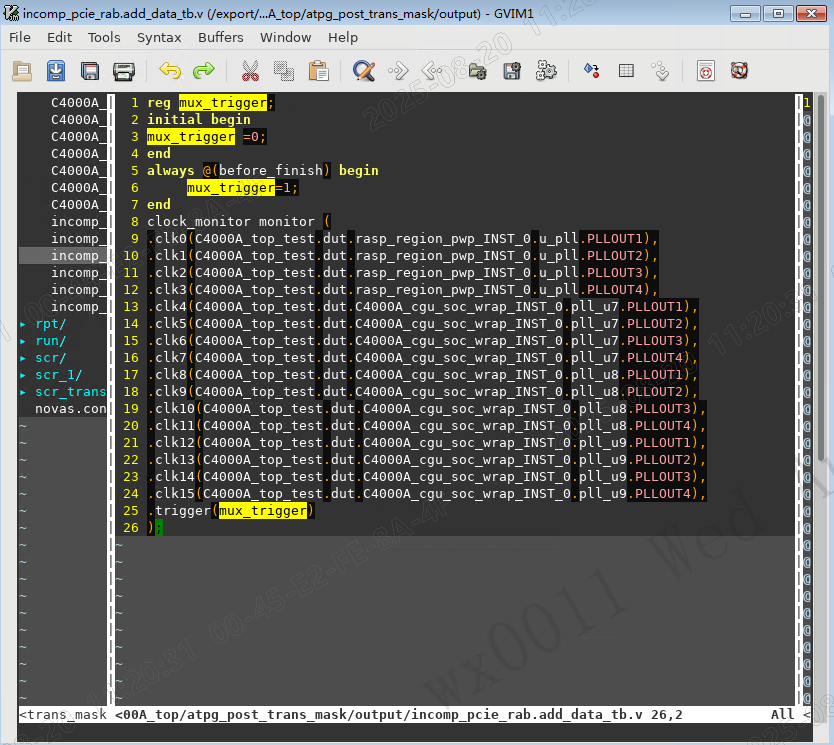 incomp_pcie_rab.add_data_tb.v (/export/...A_top/atpg_post_trans_mask/output) - GVIM1
File Edit Tools Syntax Buffers Window Help
C4000A_
C4000A_
C4000A_
C4000A_
C4000A_
C4000A_
C4000A_
incomp_
incomp_
incomp_
incomp_
incomp_
incomp_
▸ rpt/
▸ run/
▸ scr/
▸ scr_1/
▸ scr_trans
novas.con
1 reg mux_trigger;
2 initial begin
3 mux_trigger =0;
4 end
5 always @(before_finish) begin
6 mux_trigger=1;
7 end
8 clock_monitor monitor (
9 .clk0(C4000A_top_test.dut.rasp_region_pwp_INST_0.u_pll.PLLOUT1),
10 .clk1(C4000A_top_test.dut.rasp_region_pwp_INST_0.u_pll.PLLOUT2),
11 .clk2(C4000A_top_test.dut.rasp_region_pwp_INST_0.u_pll.PLLOUT3),
12 .clk3(C4000A_top_test.dut.rasp_region_pwp_INST_0.u_pll.PLLOUT4),
13 .clk4(C4000A_top_test.dut.C4000A_cgu_soc_wrap_INST_0.pll_u7.PLLOUT1),
14 .clk5(C4000A_top_test.dut.C4000A_cgu_soc_wrap_INST_0.pll_u7.PLLOUT2),
15 .clk6(C4000A_top_test.dut.C4000A_cgu_soc_wrap_INST_0.pll_u7.PLLOUT3),
16 .clk7(C4000A_top_test.dut.C4000A_cgu_soc_wrap_INST_0.pll_u7.PLLOUT4),
17 .clk8(C4000A_top_test.dut.C4000A_cgu_soc_wrap_INST_0.pll_u8.PLLOUT1),
18 .clk9(C4000A_top_test.dut.C4000A_cgu_soc_wrap_INST_0.pll_u8.PLLOUT2),
19 .clk10(C4000A_top_test.dut.C4000A_cgu_soc_wrap_INST_0.pll_u8.PLLOUT3),
20 .clk11(C4000A_top_test.dut.C4000A_cgu_soc_wrap_INST_0.pll_u8.PLLOUT4),
21 .clk12(C4000A_top_test.dut.C4000A_cgu_soc_wrap_INST_0.pll_u9.PLLOUT1),
22 .clk13(C4000A_top_test.dut.C4000A_cgu_soc_wrap_INST_0.pll_u9.PLLOUT2),
23 .clk14(C4000A_top_test.dut.C4000A_cgu_soc_wrap_INST_0.pll_u9.PLLOUT3),
24 .clk15(C4000A_top_test.dut.C4000A_cgu_soc_wrap_INST_0.pll_u9.PLLOUT4),
25 .trigger(mux_trigger)
26 );
<trans_mask <00A_top/atpg_post_trans_mask/output/incomp_pcie_rab.add_data_tb.v 26,2 All <
2025-08-20 11:20
wx0011 Wed